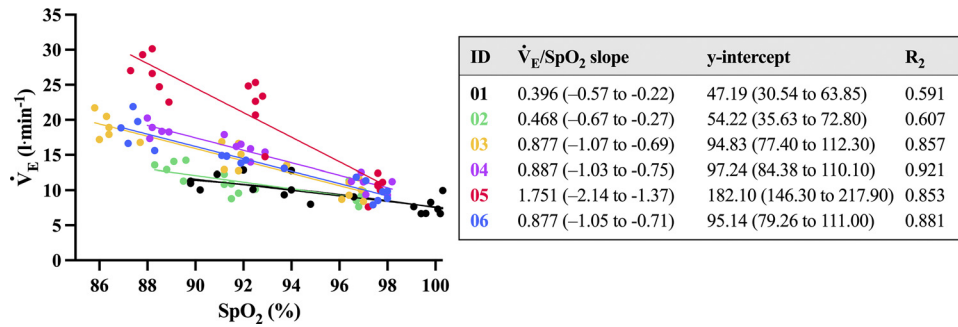 35
30
25
20
15
10
5
0
V̇E (l·min⁻¹)
86 88 90 92 94 96 98 100
SpO₂ (%)
ID V̇E/SpO₂ slope y-intercept R₂
01 0.396 (–0.57 to -0.22) 47.19 (30.54 to 63.85) 0.591
02 0.468 (–0.67 to -0.27) 54.22 (35.63 to 72.80) 0.607
03 0.877 (–1.07 to -0.69) 94.83 (77.40 to 112.30) 0.857
04 0.887 (–1.03 to -0.75) 97.24 (84.38 to 110.10) 0.921
05 1.751 (–2.14 to -1.37) 182.10 (146.30 to 217.90) 0.853
06 0.877 (–1.05 to -0.71) 95.14 (79.26 to 111.00) 0.881